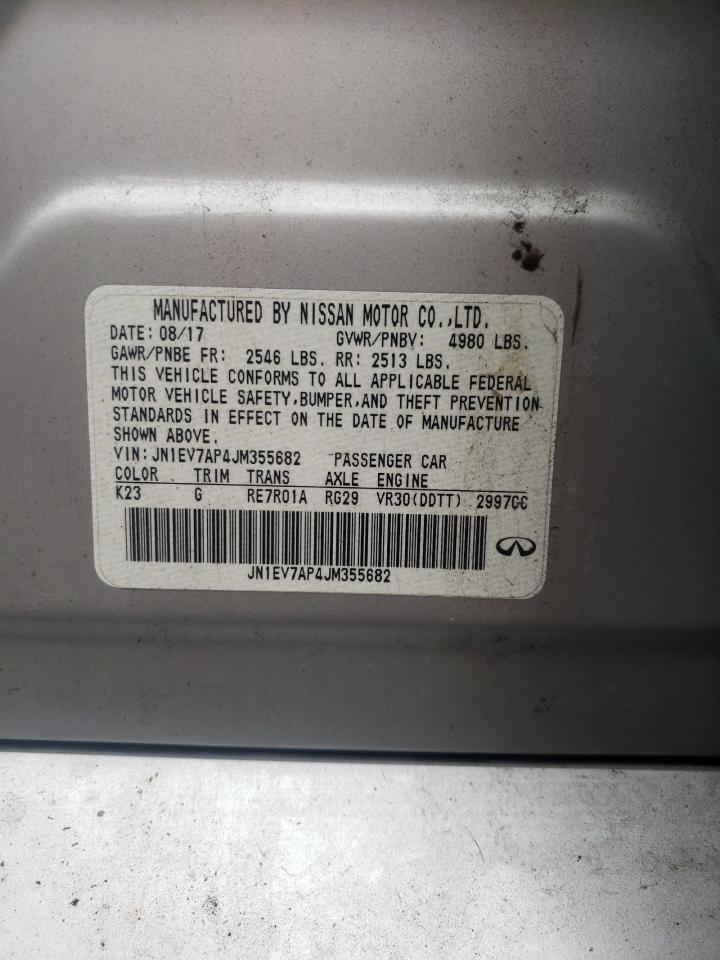 MANUFACTURED BY NISSAN MOTOR CO.,LTD.
DATE: 08/17 GVWR/PNBV: 4980 LBS.
GAWR/PNBE FR: 2546 LBS. RR: 2513 LBS.
THIS VEHICLE CONFORMS TO ALL APPLICABLE FEDERAL
MOTOR VEHICLE SAFETY,BUMPER,AND THEFT PREVENTION
STANDARDS IN EFFECT ON THE DATE OF MANUFACTURE
SHOWN ABOVE.
VIN: JN1EV7AP4JM355682 PASSENGER CAR
COLOR TRIM TRANS AXLE ENGINE
K23 G RE7R01A RG29 VR30(DDTT) 2997CC
JN1EV7AP4JM355682